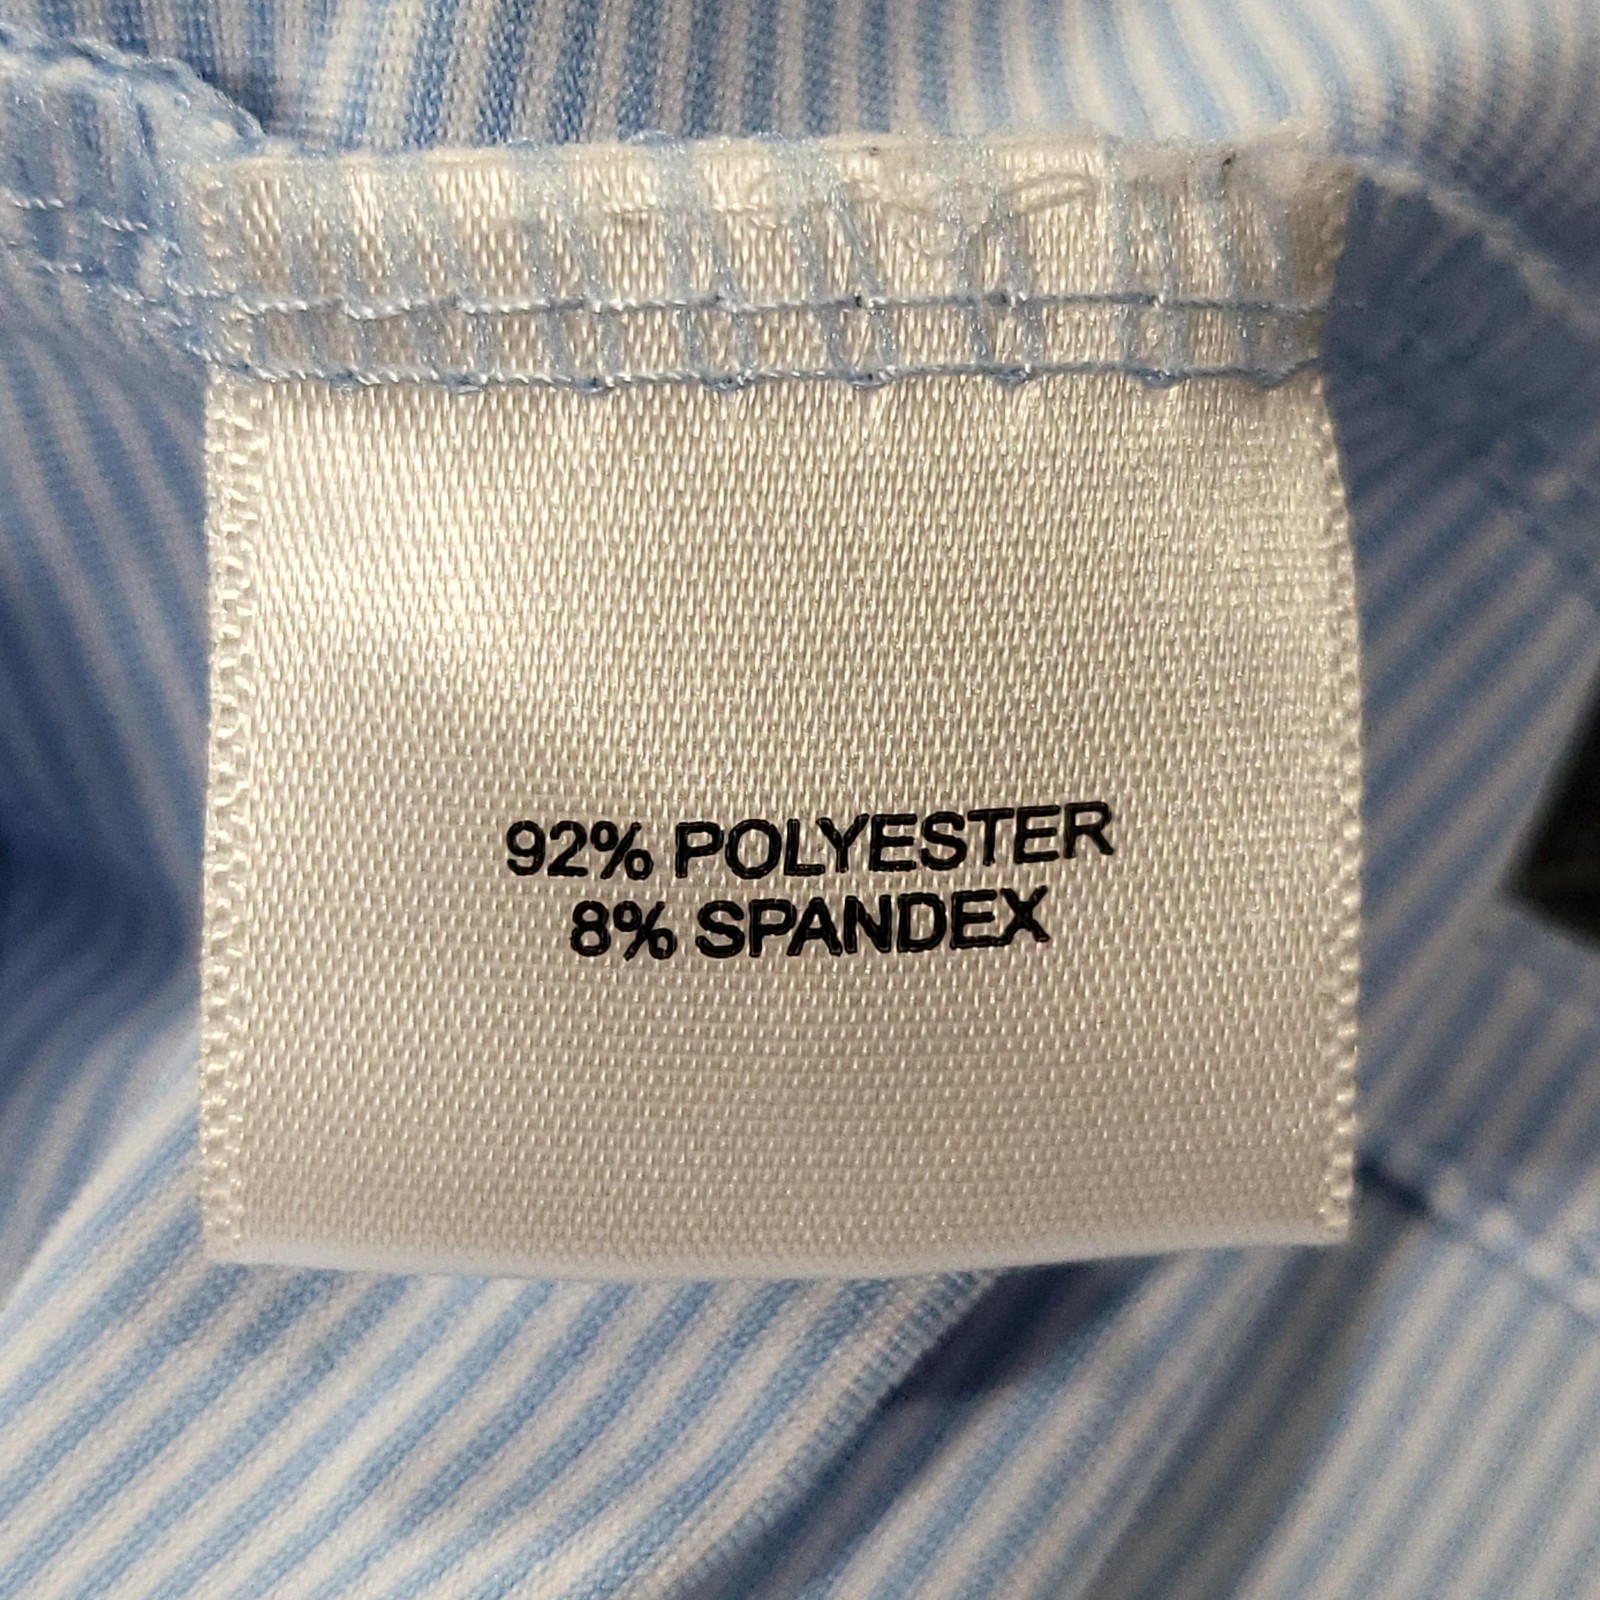 92% POLYESTER
8% SPANDEX